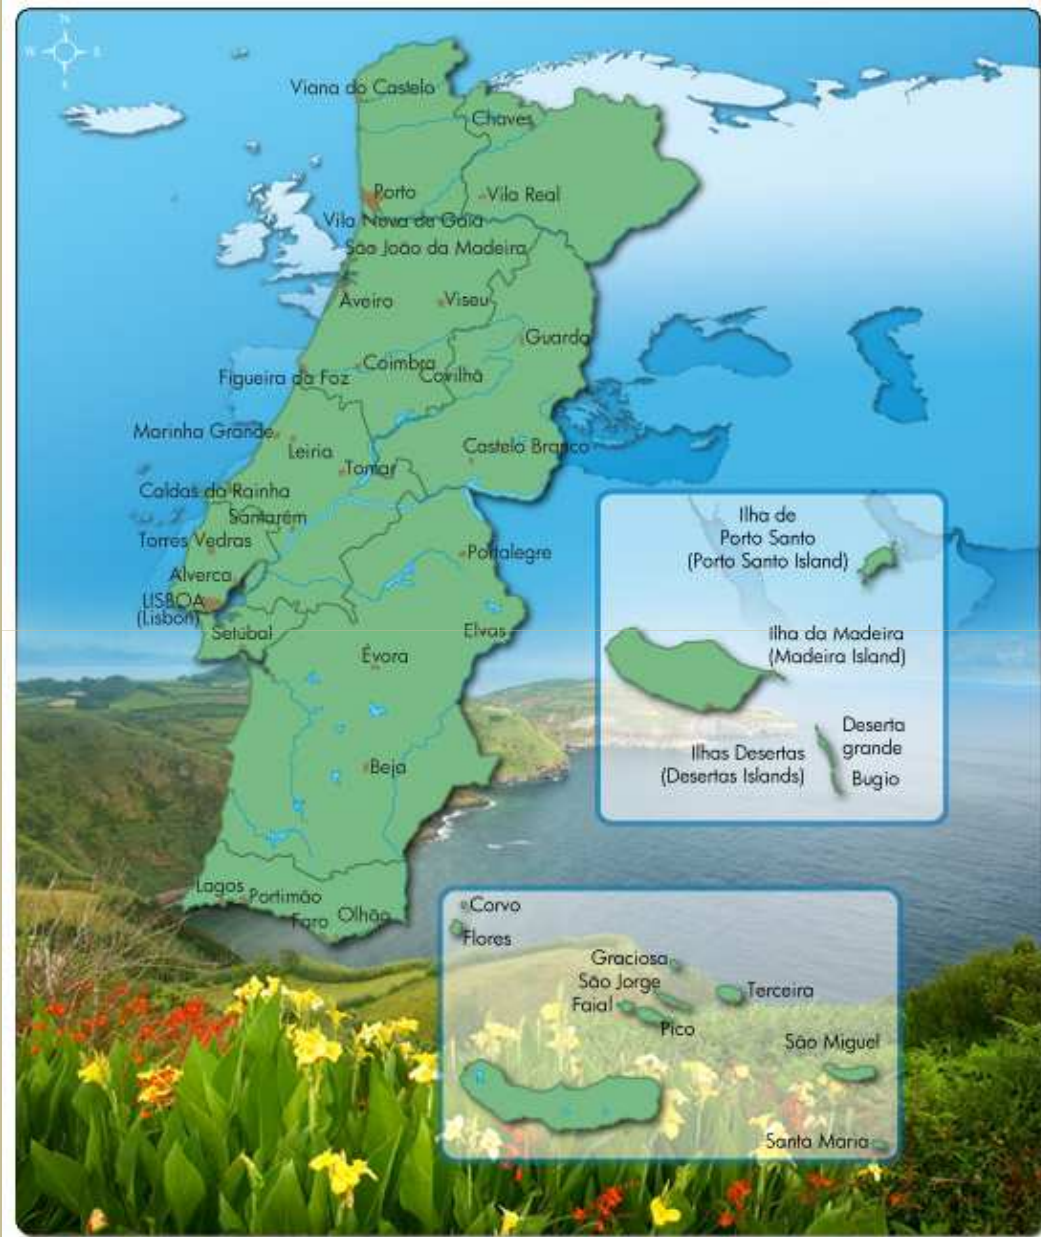 N
W E
S
Viana do Castelo
Chaves
Porto
Vila Real
Vila Nova de Gaia
São João da Madeira
Aveiro
Viseu
Guarda
Coimbra
Covilhã
Figueira da Foz
Marinha Grande
Leiria
Castelo Branco
Tomar
Caldas da Rainha
Santarém
Torres Vedras
Portalegre
Alverca
LISBOA
(Lisbon)
Setúbal
Elvas
Évora
Beja
Lagos
Portimão
Faro
Olhão
Ilha de
Porto Santo
(Porto Santo Island)
Ilha da Madeira
(Madeira Island)
Deserta
grande
Ilhas Desertas
(Desertas Islands)
Bugio
Corvo
Flores
Graciosa
São Jorge
Faial
Terceira
Pico
São Miguel
Santa Maria